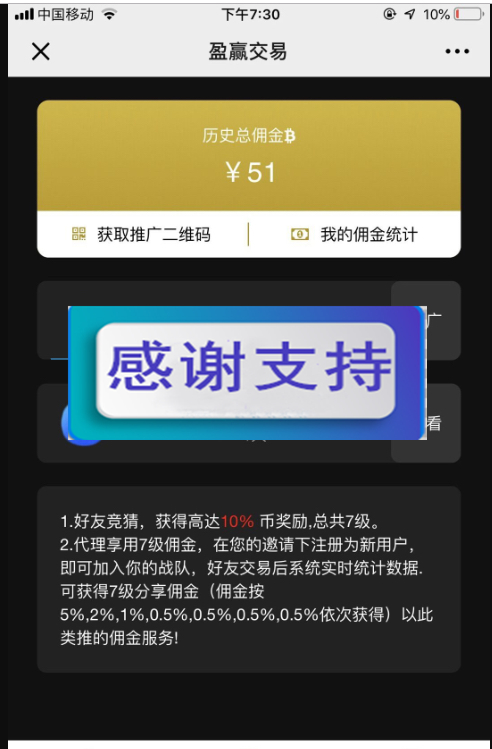 中国移动 下午7:30 10%
盈赢交易
历史总佣金₿
￥51
获取推广二维码 我的佣金统计
广
感谢支持
看
1.好友竞猜，获得高达10% 币奖励,总共7级。
2.代理享用7级佣金，在您的邀请下注册为新用户，
即可加入你的战队，好友交易后系统实时统计数据.
可获得7级分享佣金（佣金按
5%,2%,1%,0.5%,0.5%,0.5%,0.5%依次获得）以此
类推的佣金服务!